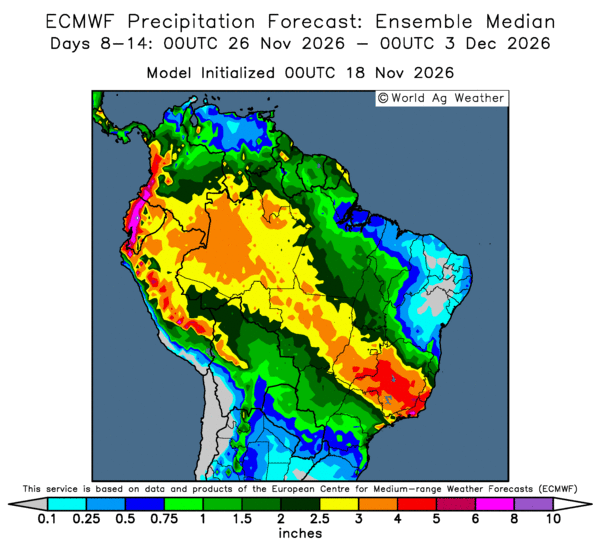 ECMWF Precipitation Forecast: Ensemble Median
Days 8-14: 00UTC 26 Nov 2026 - 00UTC 3 Dec 2026
Model Initialized 00UTC 18 Nov 2026
© World Ag Weather
This service is based on data and products of the European Centre for Medium-range Weather Forecasts (ECMWF)
0.1 0.25 0.5 0.75 1 1.5 2 2.5 3 4 5 6 8 10
inches